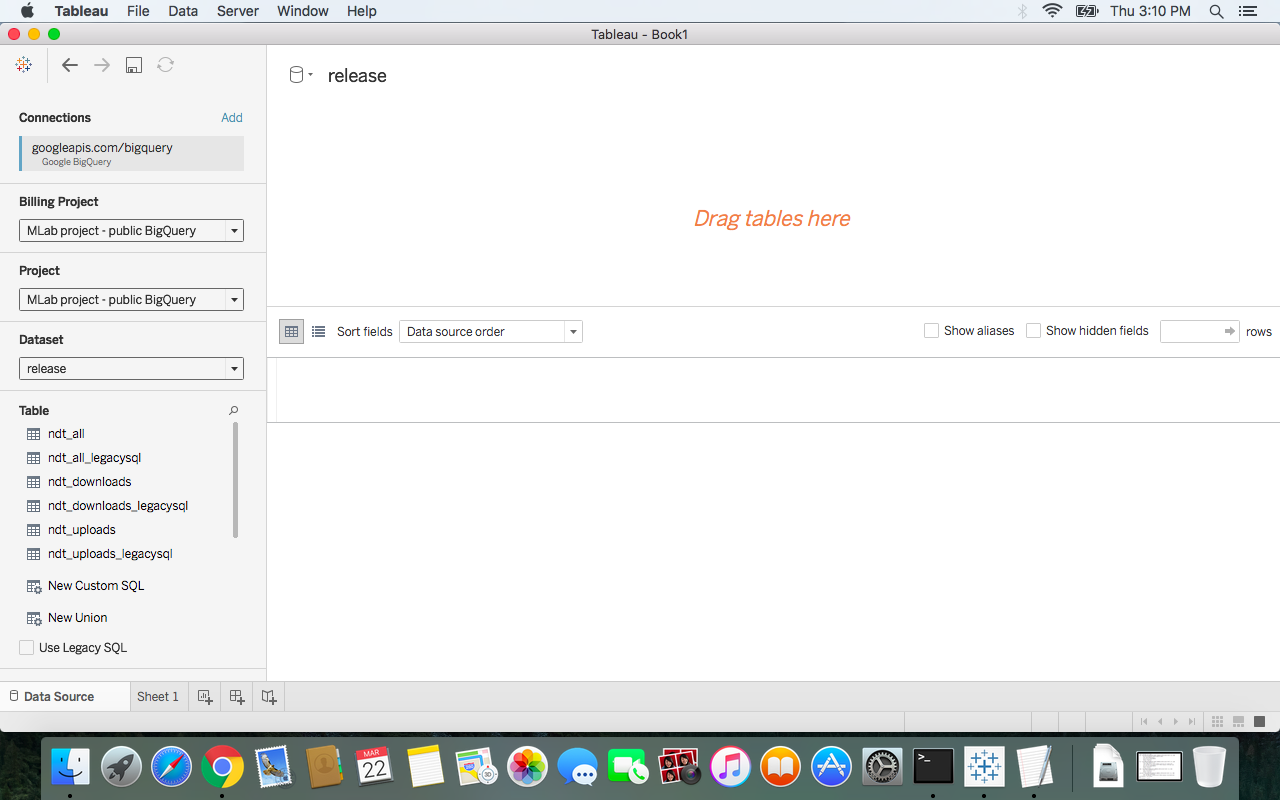 Tableau File Data Server Window Help Thu 3:10 PM
Tableau - Book1
release
Connections Add
googleapis.com/bigquery
Google BigQuery
Billing Project
MLab project - public BigQuery
Drag tables here
Project
MLab project - public BigQuery
Sort fields Data source order Show aliases Show hidden fields rows
Dataset
release
Table
ndt_all
ndt_all_legacysql
ndt_downloads
ndt_downloads_legacysql
ndt_uploads
ndt_uploads_legacysql
New Custom SQL
New Union
Use Legacy SQL
Data Source Sheet 1
MAR
22
30
>_